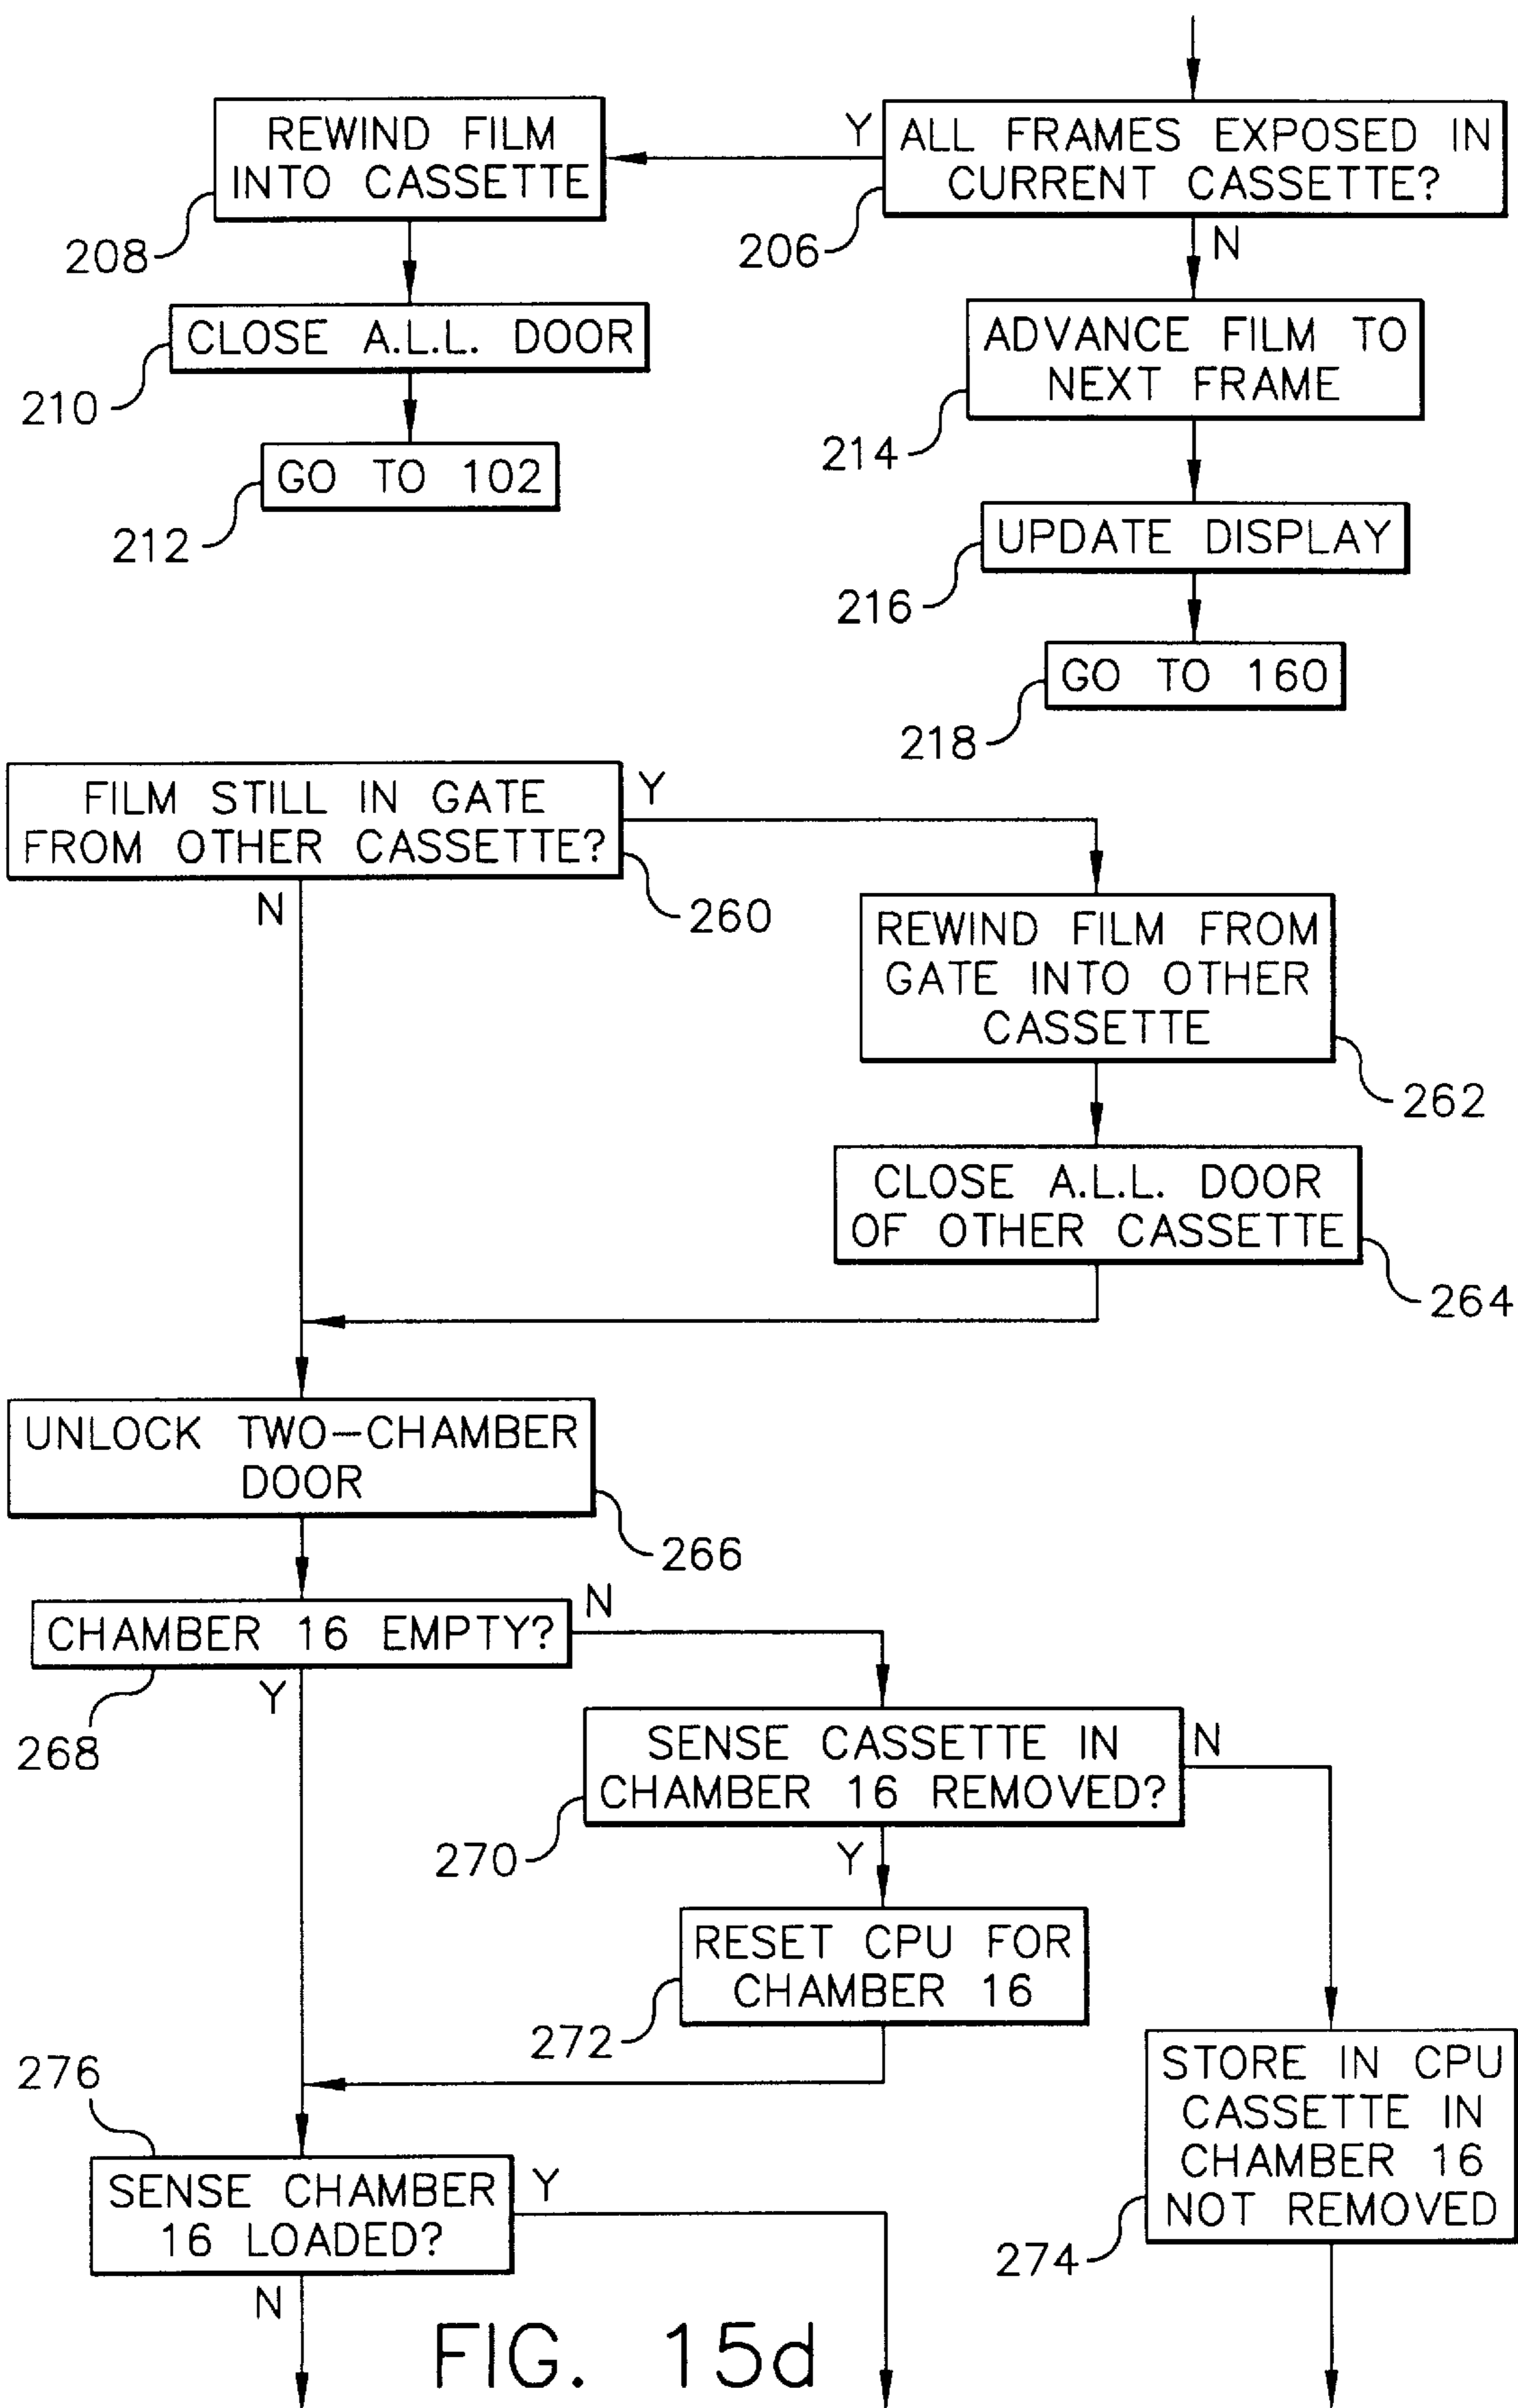 REWIND FILM
INTO CASSETTE
208
Y
ALL FRAMES EXPOSED IN
CURRENT CASSETTE?
206
N
CLOSE A.L.L. DOOR
210
ADVANCE FILM TO
NEXT FRAME
214
GO TO 102
212
UPDATE DISPLAY
216
GO TO 160
218
FILM STILL IN GATE
FROM OTHER CASSETTE?
Y
260
N
REWIND FILM FROM
GATE INTO OTHER
CASSETTE
262
CLOSE A.L.L. DOOR
OF OTHER CASSETTE
264
UNLOCK TWO-CHAMBER
DOOR
266
CHAMBER 16 EMPTY?
N
268
Y
SENSE CASSETTE IN
CHAMBER 16 REMOVED?
N
270
Y
RESET CPU FOR
CHAMBER 16
272
STORE IN CPU
CASSETTE IN
CHAMBER 16
NOT REMOVED
274
276
SENSE CHAMBER
16 LOADED?
Y
N
FIG. 15d